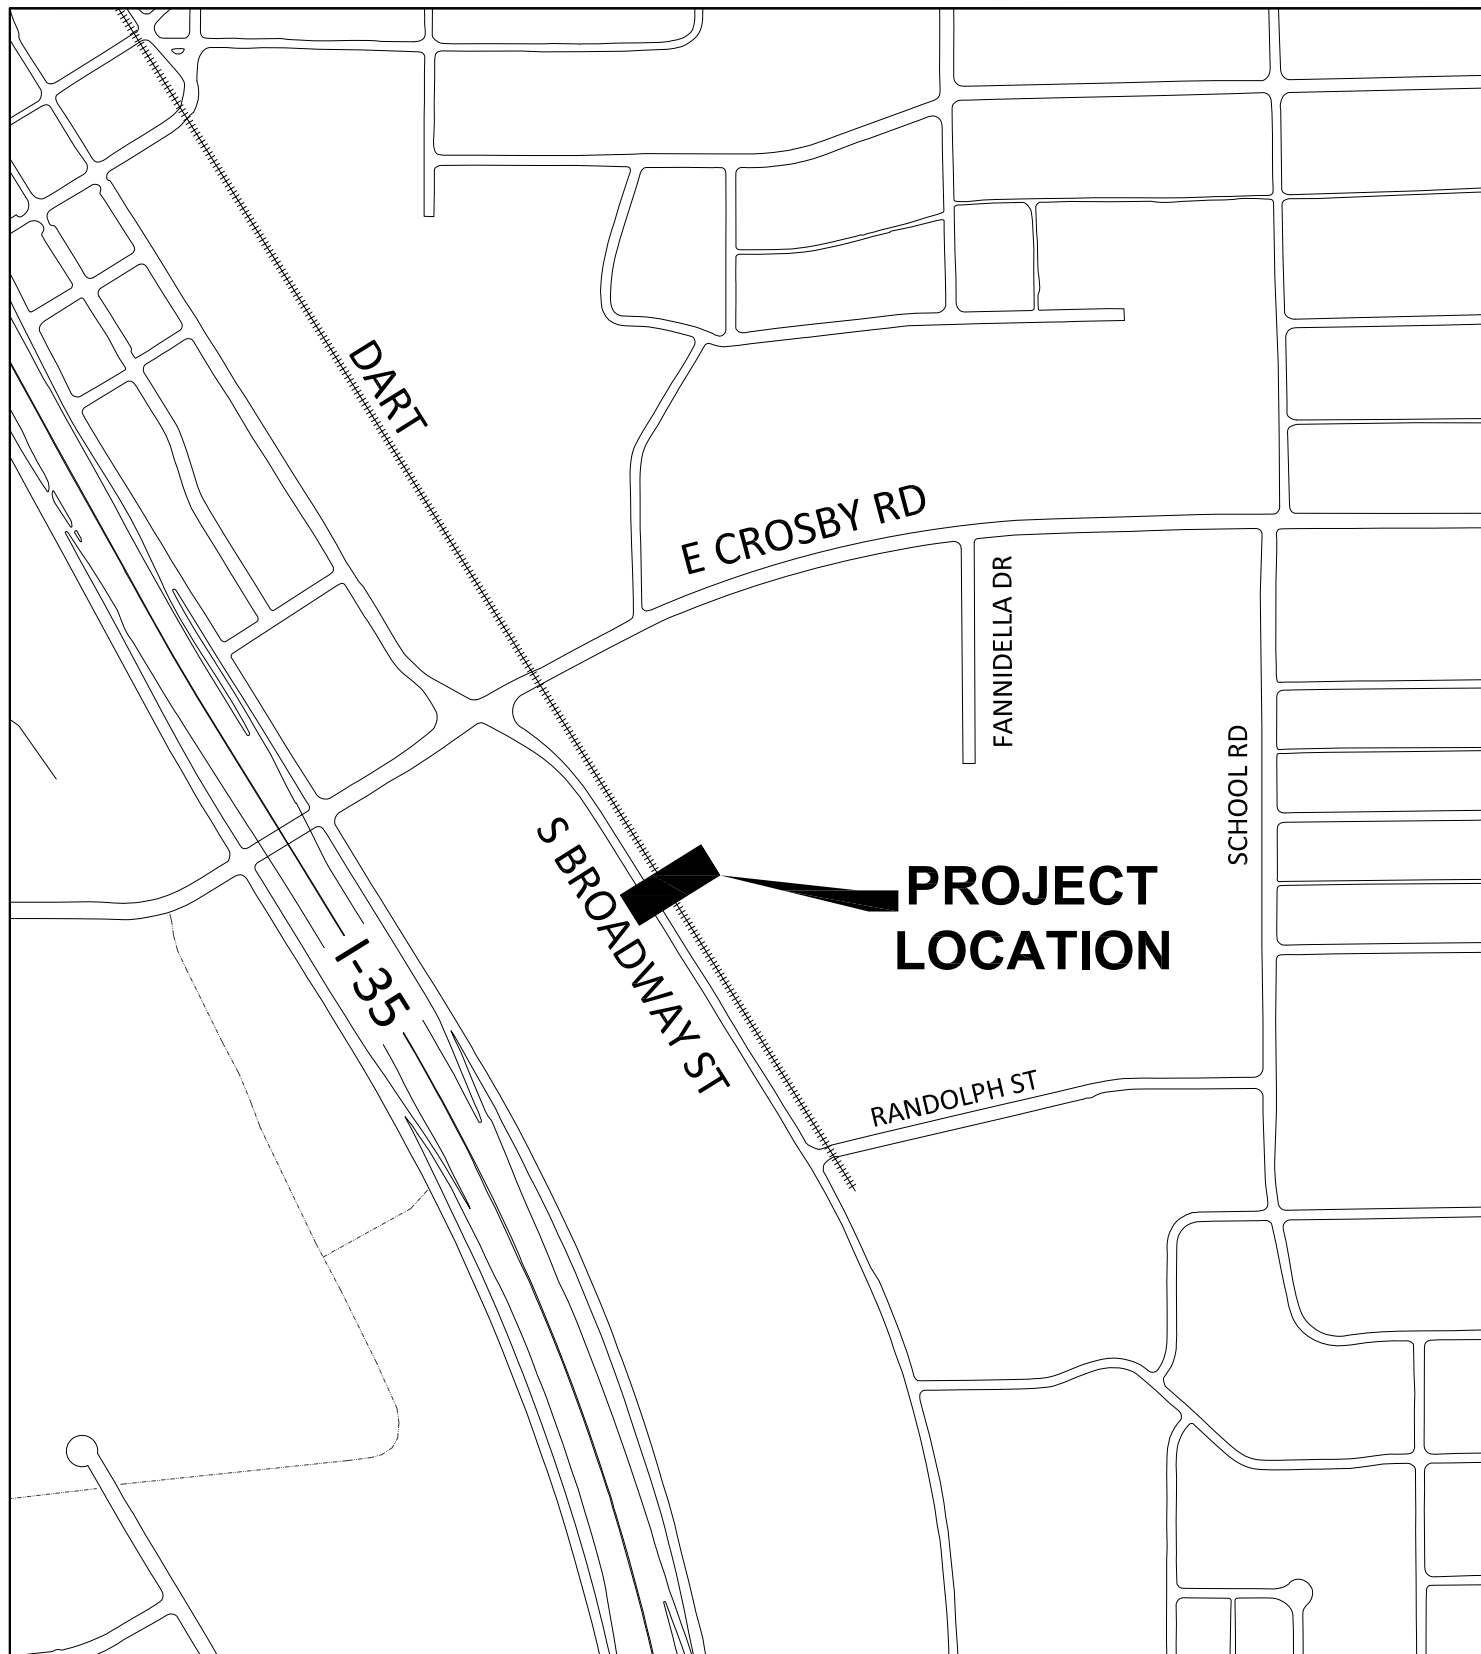 DART
E CROSBY RD
FANNIDELLA DR
SCHOOL RD
S BROADWAY ST
PROJECT
LOCATION
I-35
RANDOLPH ST